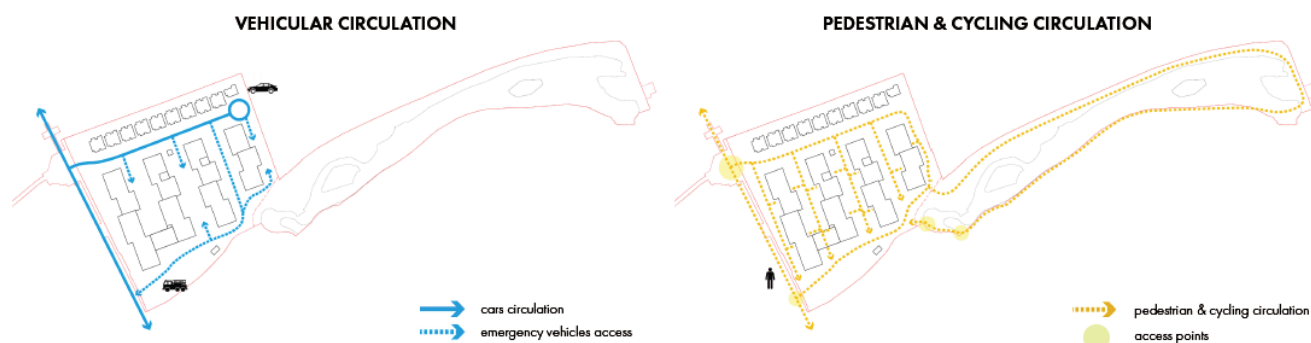 VEHICULAR CIRCULATION
PEDESTRIAN & CYCLING CIRCULATION
cars circulation
emergency vehicles access
pedestrian & cycling circulation
access points